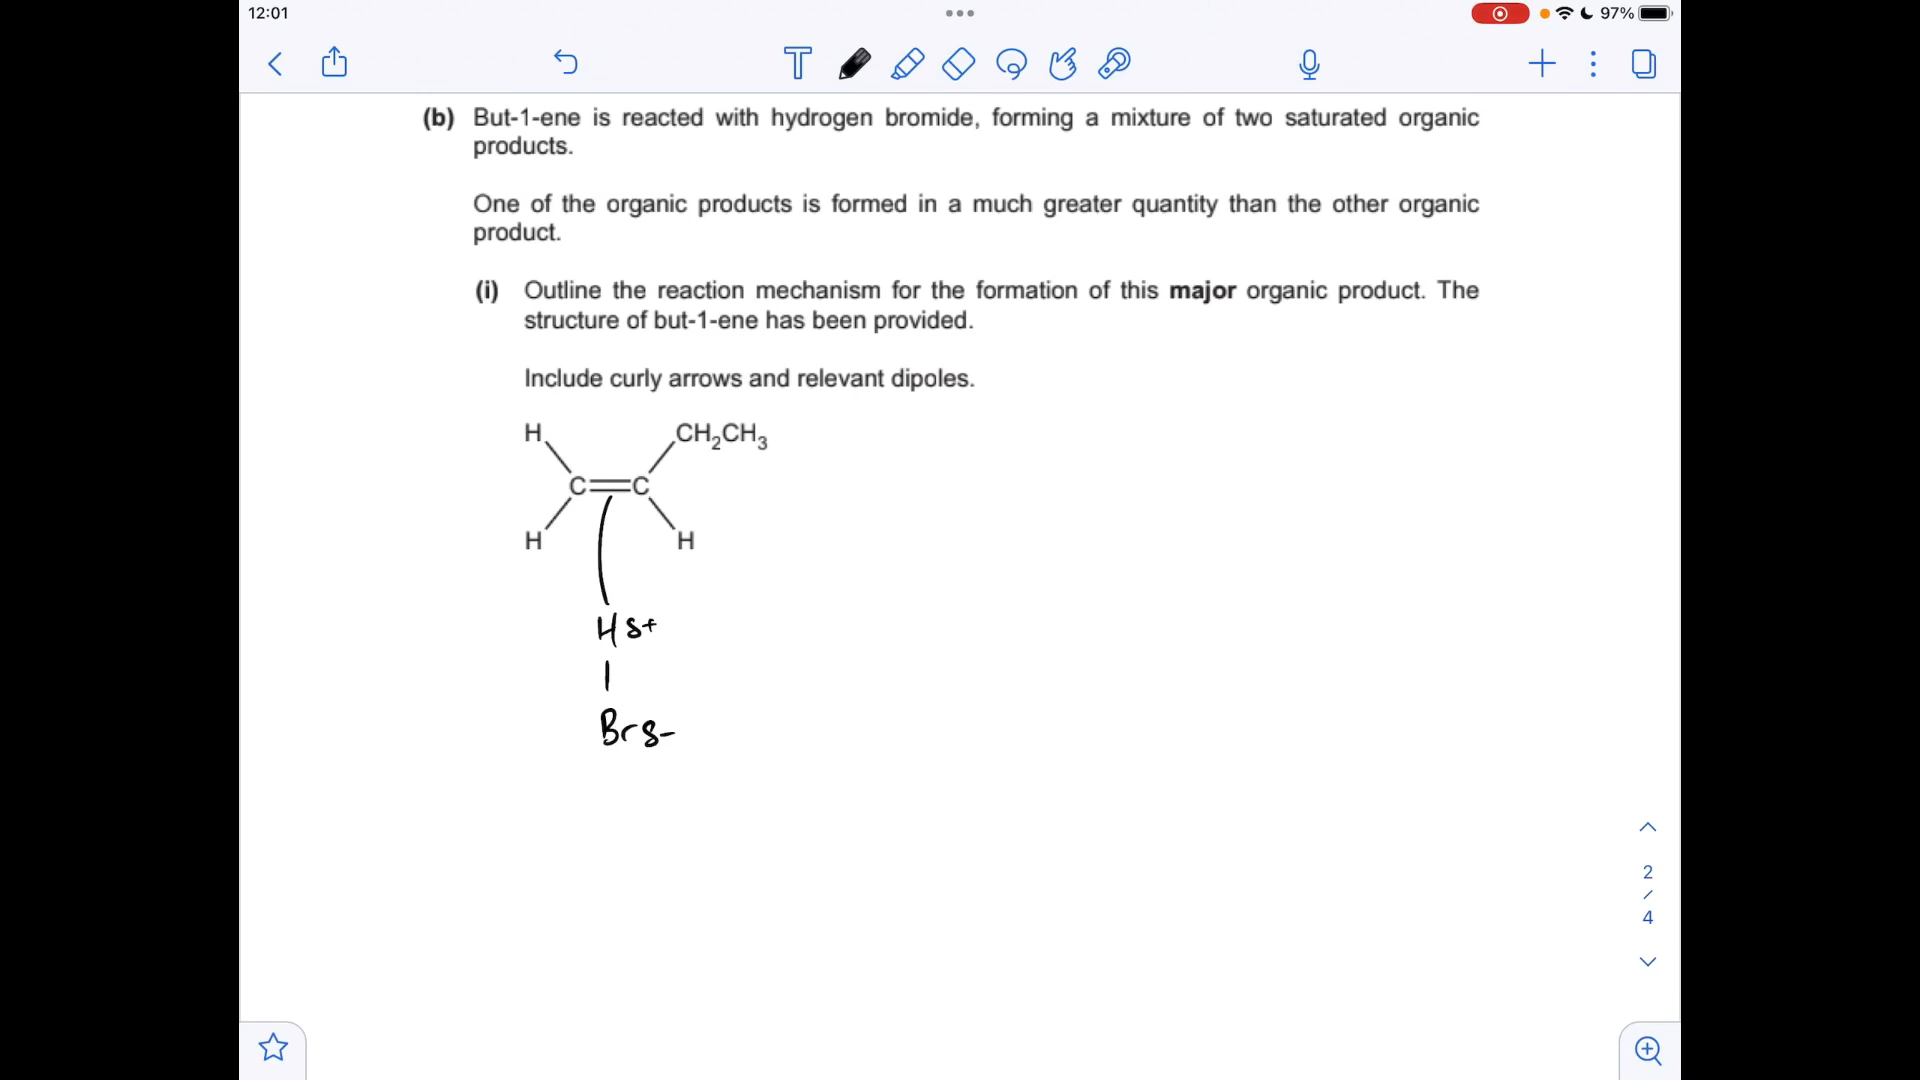 12:01
97%
(b) But-1-ene is reacted with hydrogen bromide, forming a mixture of two saturated organic
products.
One of the organic products is formed in a much greater quantity than the other organic
product.
(i) Outline the reaction mechanism for the formation of this major organic product. The
structure of but-1-ene has been provided.
Include curly arrows and relevant dipoles.
H CH₂CH₃
C=C
H H
H δ+
Br δ-
2
/
4